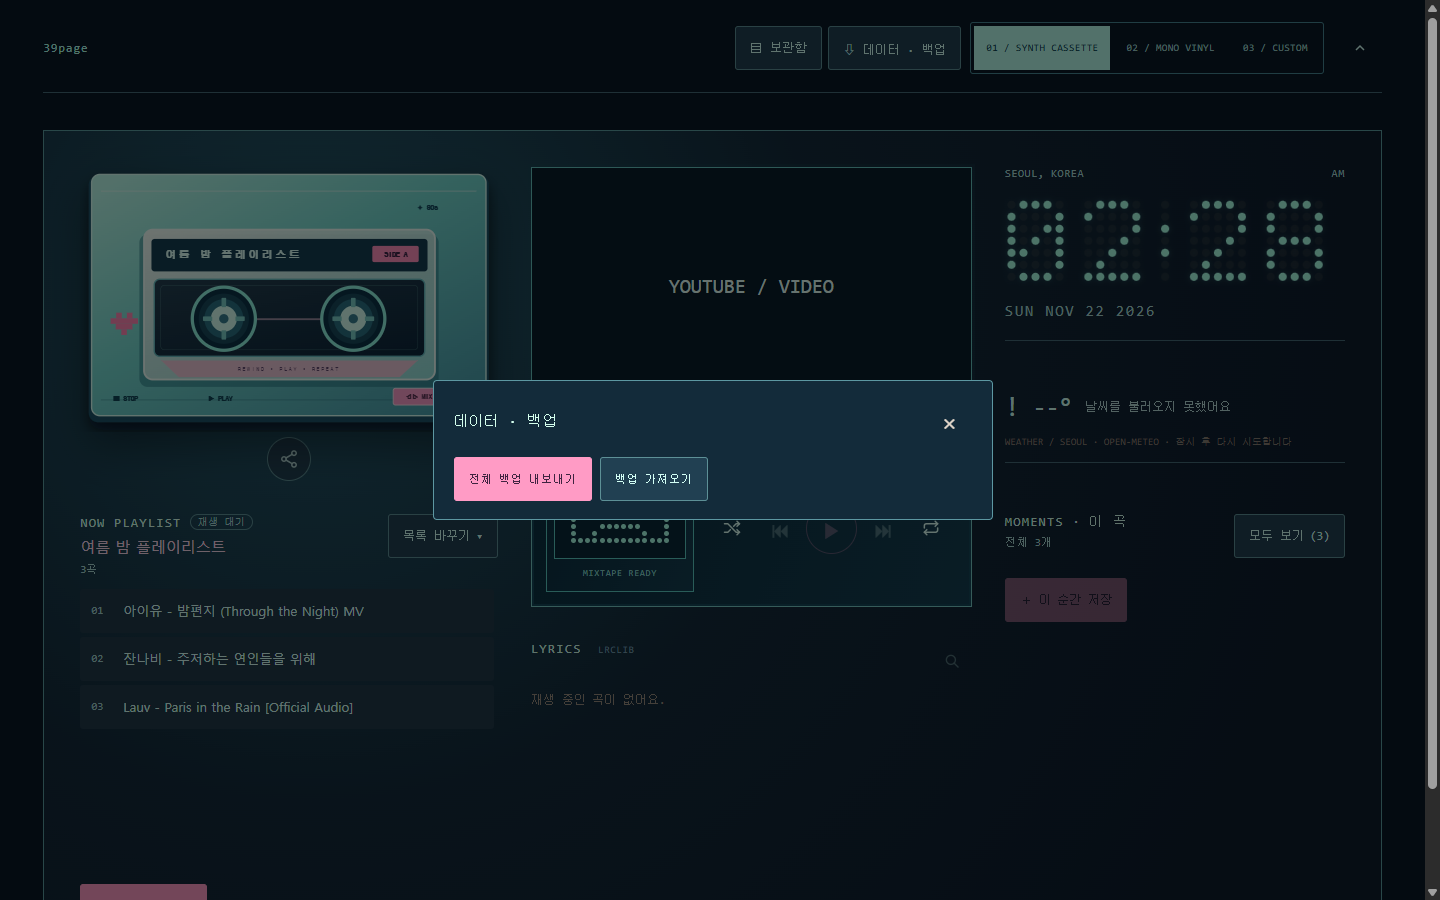 39page
보관함
데이터 · 백업
01 / SYNTH CASSETTE
02 / MONO VINYL
03 / CUSTOM
여름 밤 플레이리스트
SIDE A
REWIND • PLAY • REPEAT
STOP
PLAY
YOUTUBE / VIDEO
SEOUL, KOREA
AM
02:28
SUN NOV 22 2026
! --° 날씨를 불러오지 못했어요
WEATHER / SEOUL · OPEN-METEO · 잠시 후 다시 시도합니다
데이터 · 백업
전체 백업 내보내기
백업 가져오기
NOW PLAYLIST
재생 대기
여름 밤 플레이리스트
3곡
목록 바꾸기 ▾
01 아이유 - 밤편지 (Through the Night) MV
02 잔나비 - 주저하는 연인들을 위해
03 Lauv - Paris in the Rain [Official Audio]
MIXTAPE READY
LYRICS LRCLIB
재생 중인 곡이 없어요.
MOMENTS · 이 곡
전체 3개
모두 보기 (3)
+ 이 순간 저장